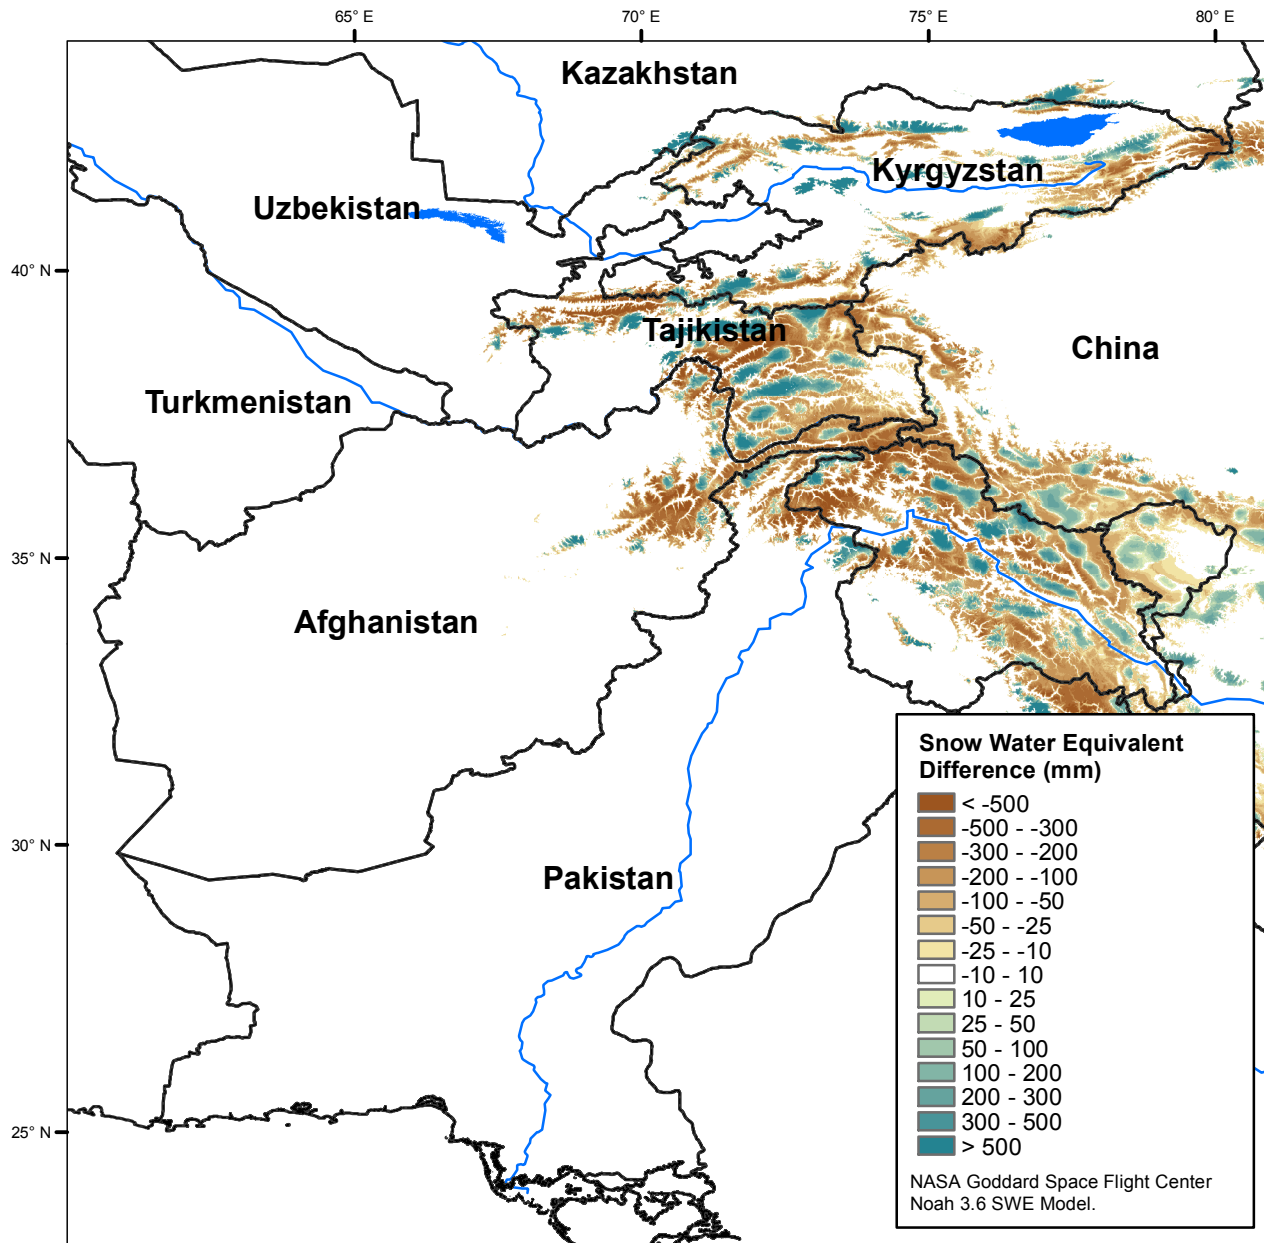 65° E
70° E
75° E
80° E
Kazakhstan
Kyrgyzstan
Uzbekistan
40° N
Tajikistan
China
Turkmenistan
35° N
Afghanistan
Snow Water Equivalent
Difference (mm)
< -500
-500 - -300
-300 - -200
-200 - -100
-100 - -50
-50 - -25
-25 - -10
-10 - 10
10 - 25
25 - 50
50 - 100
100 - 200
200 - 300
300 - 500
> 500
NASA Goddard Space Flight Center
Noah 3.6 SWE Model.
30° N
Pakistan
25° N